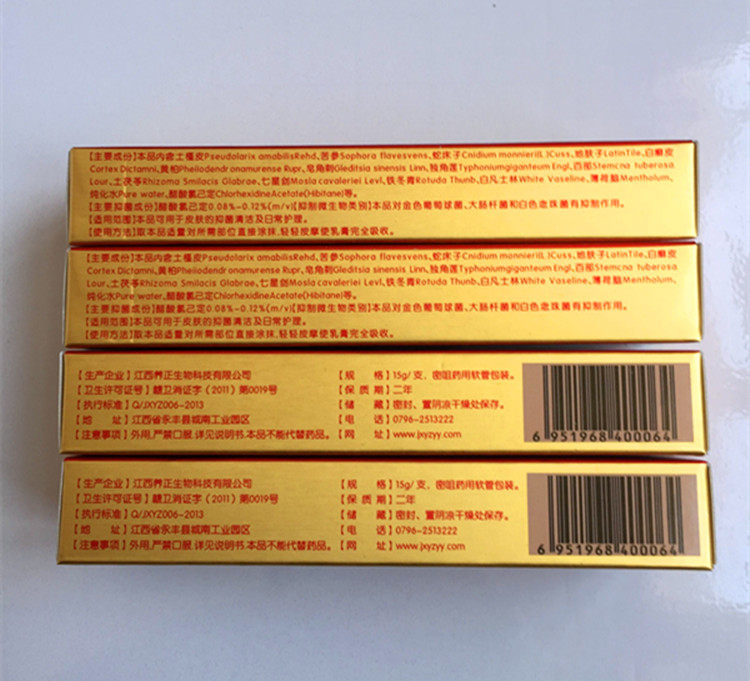 【主要成份】本品内含土槿皮Pseudolarix amabilisRehd、苦参Sophora flavesvens、蛇床子Cnidium monnieri(L.)Cuss、地肤子LatinTile、白癣皮
Cortex Dictamni、黄柏Pheliodendronamurense Rupr、皂角刺Gleditsia sinensis Linn、独角莲Typhoniumgiganteum Engl、百部Stemcna tuberosa
Lour、土茯苓Rhizoma Smilacis Glabrae、七星剑Mosla cavaleriei Levl、铁冬青Rotuda Thunb、白凡士林White Vaseline、薄荷脑Mentholum、
纯化水Pure water、醋酸氯己定ChlorhexidineAcetate(Hibitane)等。
【主要抑菌成份】醋酸氯己定0.08%-0.12%(m/v)【抑制微生物类别】本品对金色葡萄球菌、大肠杆菌和白色念珠菌有抑制作用。
【适用范围】本品可用于皮肤的抑菌清洁及日常护理。
【使用方法】取本品适量对所需部位直接涂抹,轻轻按摩使乳膏完全吸收。
【主要成份】本品内含土槿皮Pseudolarix amabilisRehd、苦参Sophora flavesvens、蛇床子Cnidium monnieri(L.)Cuss、地肤子LatinTile、白癣皮
Cortex Dictamni、黄柏Pheliodendronamurense Rupr、皂角刺Gleditsia sinensis Linn、独角莲Typhoniumgiganteum Engl、百部Stemcna tuberosa
Lour、土茯苓Rhizoma Smilacis Glabrae、七星剑Mosla cavaleriei Levl、铁冬青Rotuda Thunb、白凡士林White Vaseline、薄荷脑Mentholum、
纯化水Pure water、醋酸氯己定ChlorhexidineAcetate(Hibitane)等。
【主要抑菌成份】醋酸氯己定0.08%-0.12%(m/v)【抑制微生物类别】本品对金色葡萄球菌、大肠杆菌和白色念珠菌有抑制作用。
【适用范围】本品可用于皮肤的抑菌清洁及日常护理。
【使用方法】取本品适量对所需部位直接涂抹,轻轻按摩使乳膏完全吸收。
【生产企业】江西养正生物科技有限公司 【规 格】15g/支，密咀药用软管包装。
【卫生许可证号】赣卫消证字（2011）第0019号 【保 质 期】二年
【执行标准】Q/JXYZ006-2013 【储 藏】密封、置阴凉干燥处保存。
【地 址】江西省永丰县城南工业园区 【电 话】0796-2513222
【注意事项】外用,严禁口服,详见说明书,本品不能代替药品。 【网 址】www.jxyzyy.com
6 951968 400064
【生产企业】江西养正生物科技有限公司 【规 格】15g/支，密咀药用软管包装。
【卫生许可证号】赣卫消证字（2011）第0019号 【保 质 期】二年
【执行标准】Q/JXYZ006-2013 【储 藏】密封、置阴凉干燥处保存。
【地 址】江西省永丰县城南工业园区 【电 话】0796-2513222
【注意事项】外用,严禁口服,详见说明书,本品不能代替药品。 【网 址】www.jxyzyy.com
6 951968 400064